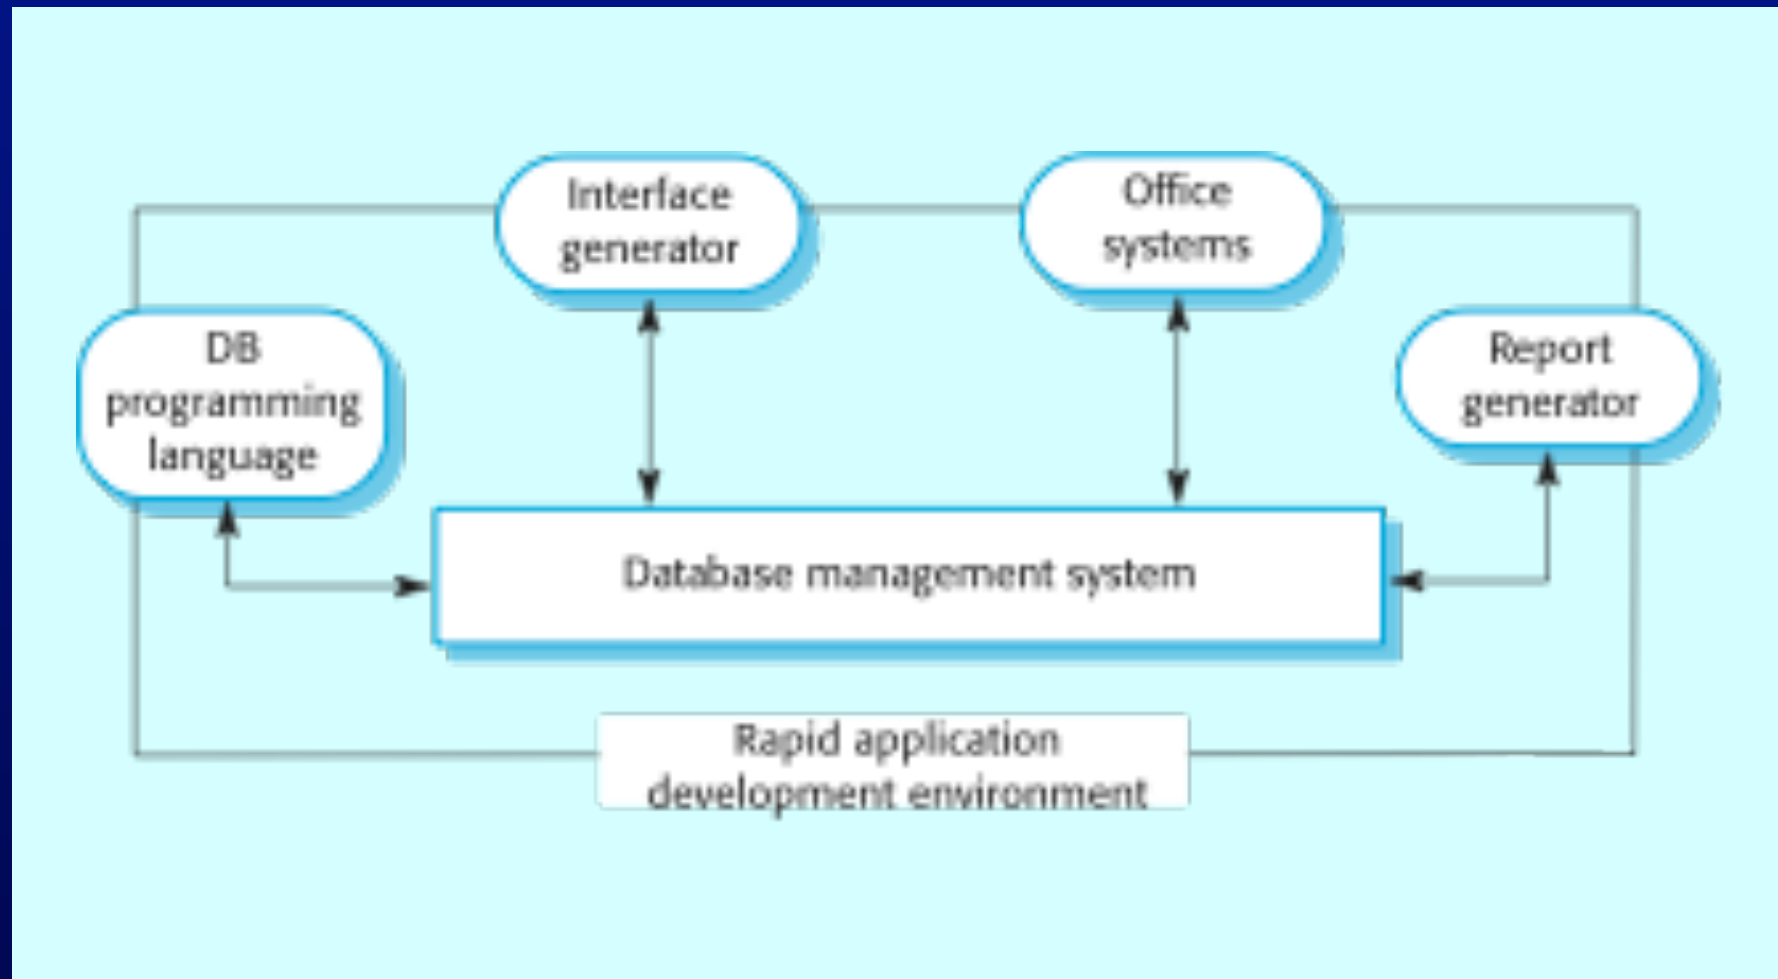 Interface
generator
Office
systems
DB
programming
language
Report
generator
Database management system
Rapid application
development environment